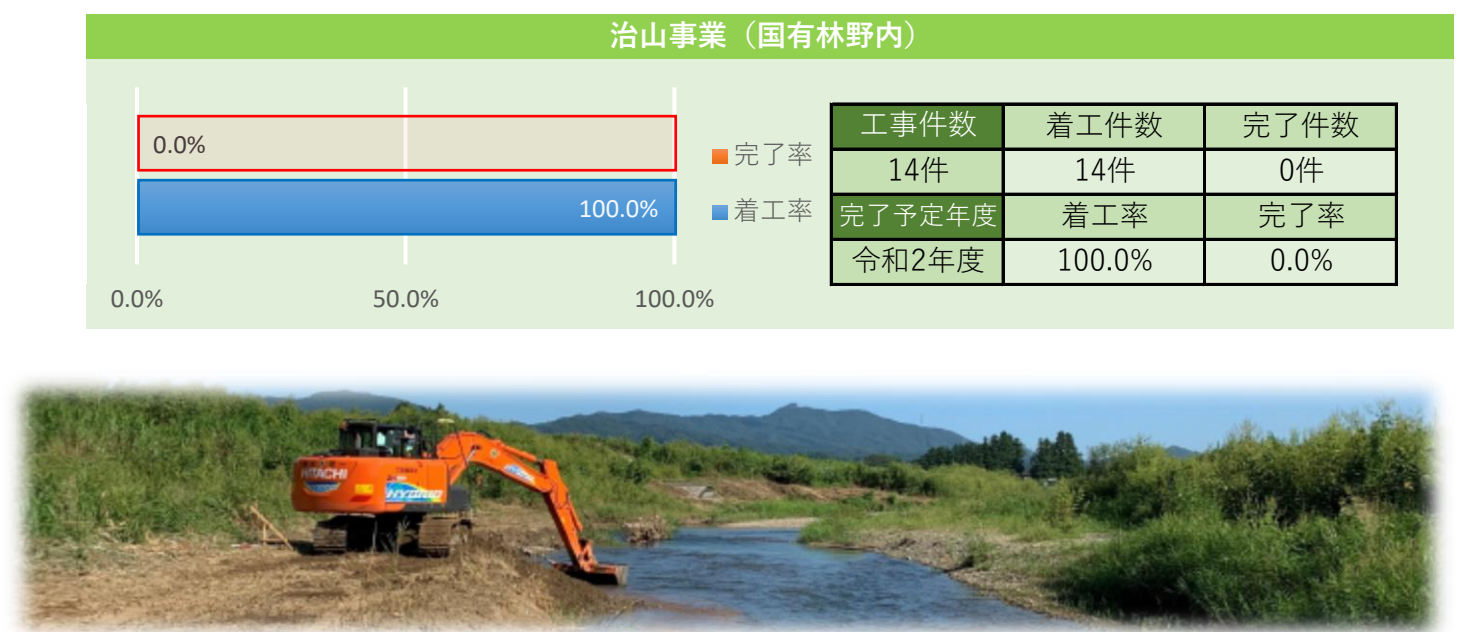 治山事業（国有林野内）
0.0%
100.0%
0.0% 50.0% 100.0%
完了率
着工率
工事件数 着工件数 完了件数
14件 14件 0件
完了予定年度 着工率 完了率
令和2年度 100.0% 0.0%
HITACHI
HYBRID